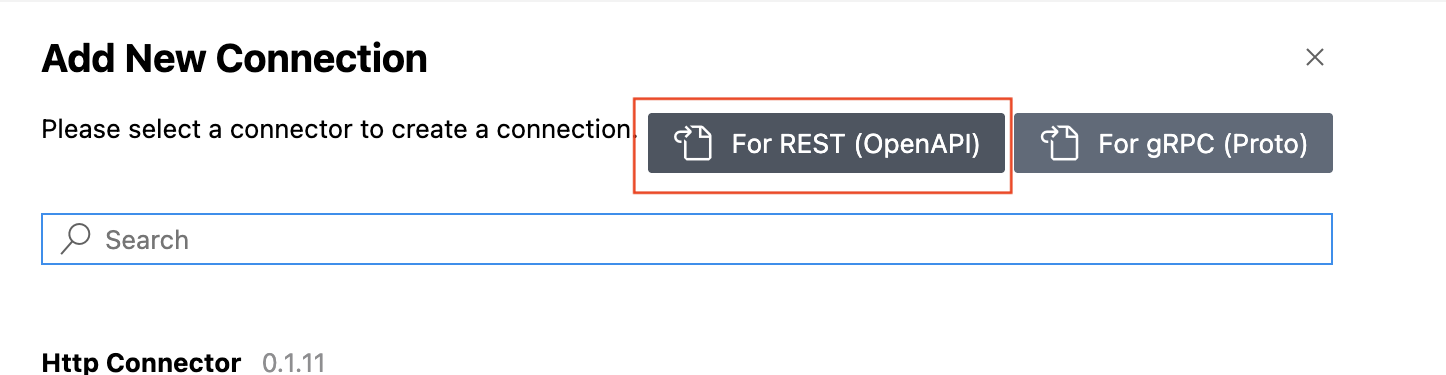 Add New Connection
Please select a connector to create a connection.
For REST (OpenAPI)
For gRPC (Proto)
Search
Http Connector 0.1.11